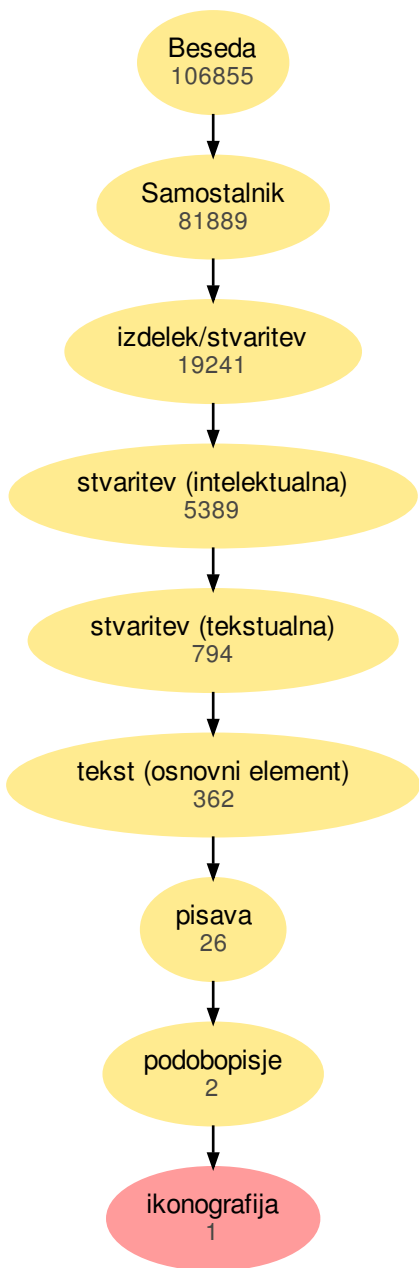 Beseda
106855
Samostalnik
81889
izdelek/stvaritev
19241
stvaritev (intelektualna)
5389
stvaritev (tekstualna)
794
tekst (osnovni element)
362
pisava
26
podobopisje
2
ikonografija
1